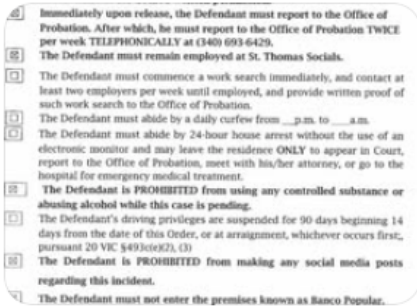 Immediately upon release, the Defendant must report to the Office of
Probation. After which, he must report to the Office of Probation TWICE
per week TELEPHONICALLY at (340) 693-6429.
The Defendant must remain employed at St. Thomas Socials.
The Defendant must commence a work search immediately, and contact at
least two employers per week until employed, and provide written proof of
such work search to the Office of Probation.
The Defendant must abide by a daily curfew from __p.m. to __a.m.
The Defendant must abide by 24-hour house arrest without the use of an
electronic monitor and may leave the residence ONLY to appear in Court,
report to the Office of Probation, meet with his/her attorney, or go to the
hospital for emergency medical treatment.
The Defendant is PROHIBITED from using any controlled substance or
abusing alcohol while this case is pending.
The Defendant's driving privileges are suspended for 90 days beginning 14
days from the date of this Order, or at arraignment, whichever occurs first;,
pursuant 20 VIC §493c(e)(2), (3)
The Defendant is PROHIBITED from making any social media posts
regarding this incident.
The Defendant must not enter the premises known as Banco Popular,